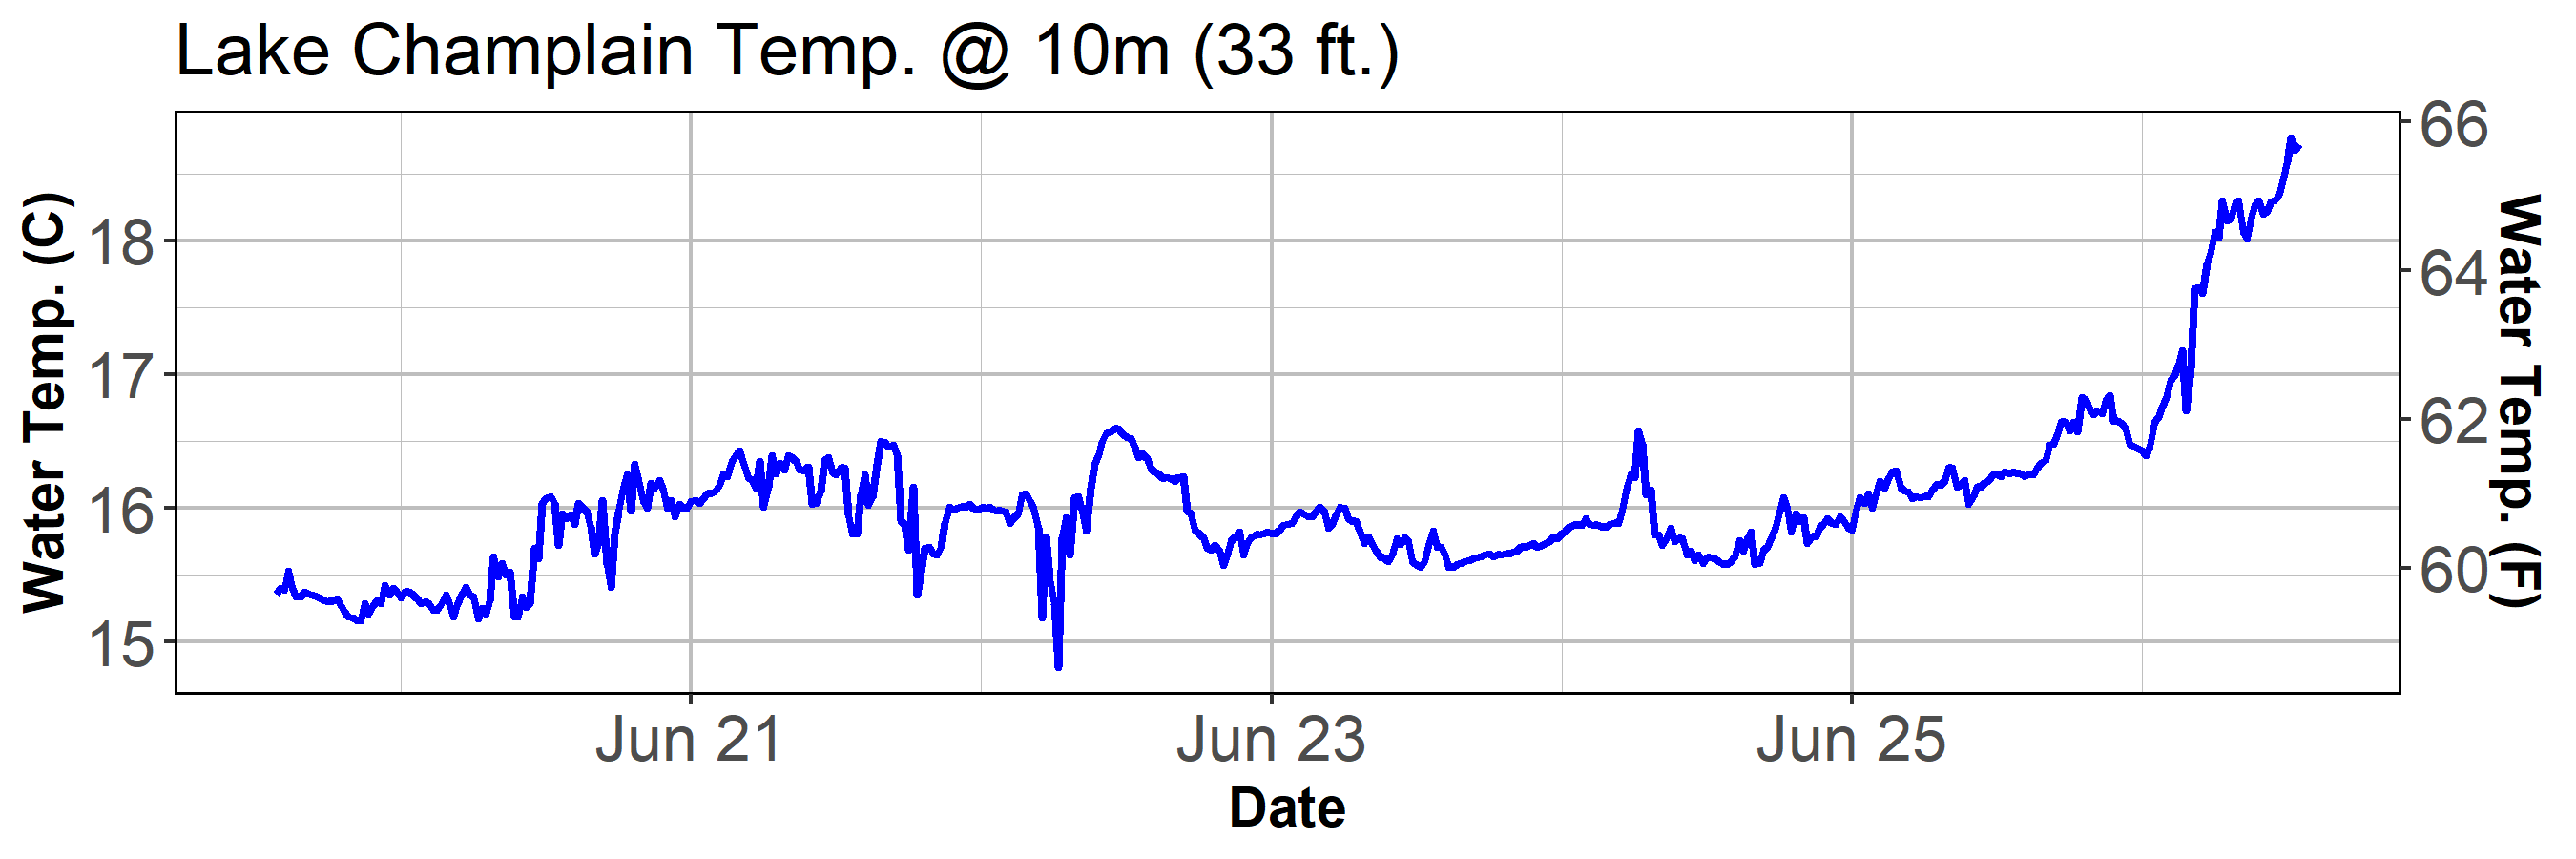 Lake Champlain Temp. @ 10m (33 ft.)
Water Temp. (C)
18
17
16
15
66
64
62
60
Water Temp. (F)
Jun 21
Jun 23
Jun 25
Date